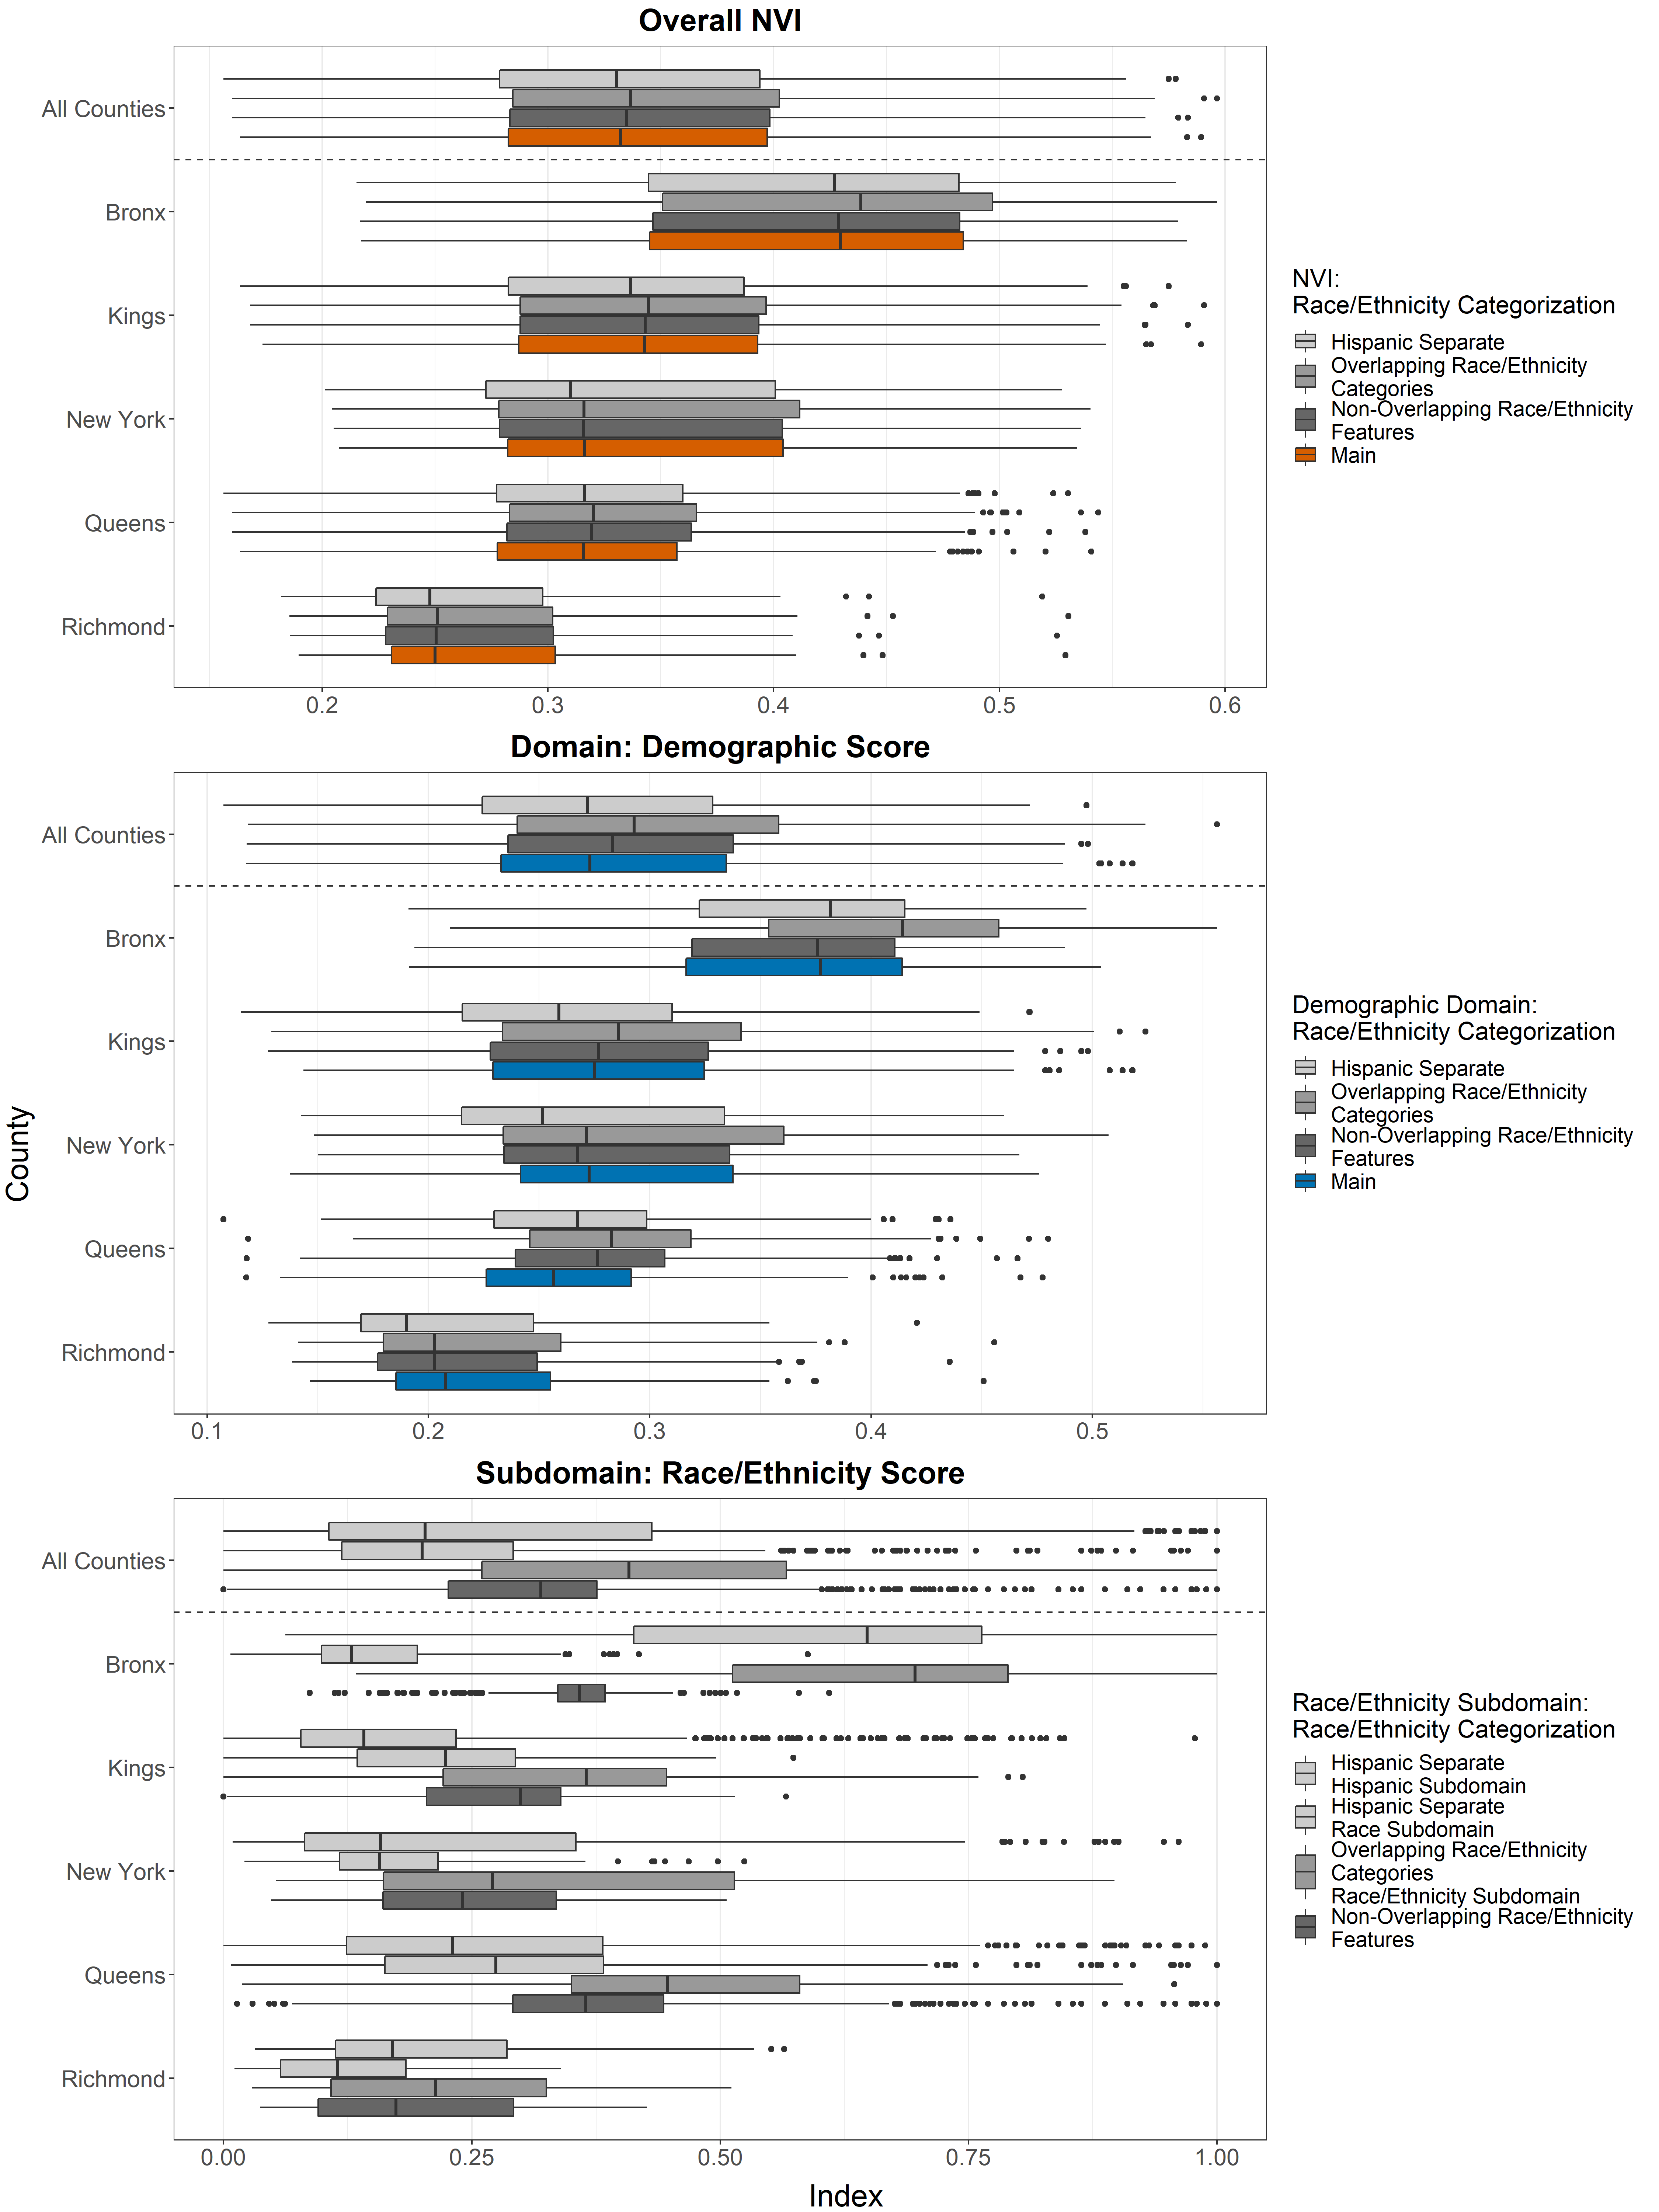 Overall NVI
All Counties
Bronx
Kings
New York
Queens
Richmond
0.2 0.3 0.4 0.5 0.6
NVI:
Race/Ethnicity Categorization
Hispanic Separate
Overlapping Race/Ethnicity
Categories
Non-Overlapping Race/Ethnicity
Features
Main
Domain: Demographic Score
County
All Counties
Bronx
Kings
New York
Queens
Richmond
0.1 0.2 0.3 0.4 0.5
Demographic Domain:
Race/Ethnicity Categorization
Hispanic Separate
Overlapping Race/Ethnicity
Categories
Non-Overlapping Race/Ethnicity
Features
Main
Subdomain: Race/Ethnicity Score
All Counties
Bronx
Kings
New York
Queens
Richmond
0.00 0.25 0.50 0.75 1.00
Index
Race/Ethnicity Subdomain:
Race/Ethnicity Categorization
Hispanic Separate
Hispanic Subdomain
Hispanic Separate
Race Subdomain
Overlapping Race/Ethnicity
Categories
Race/Ethnicity Subdomain
Non-Overlapping Race/Ethnicity
Features